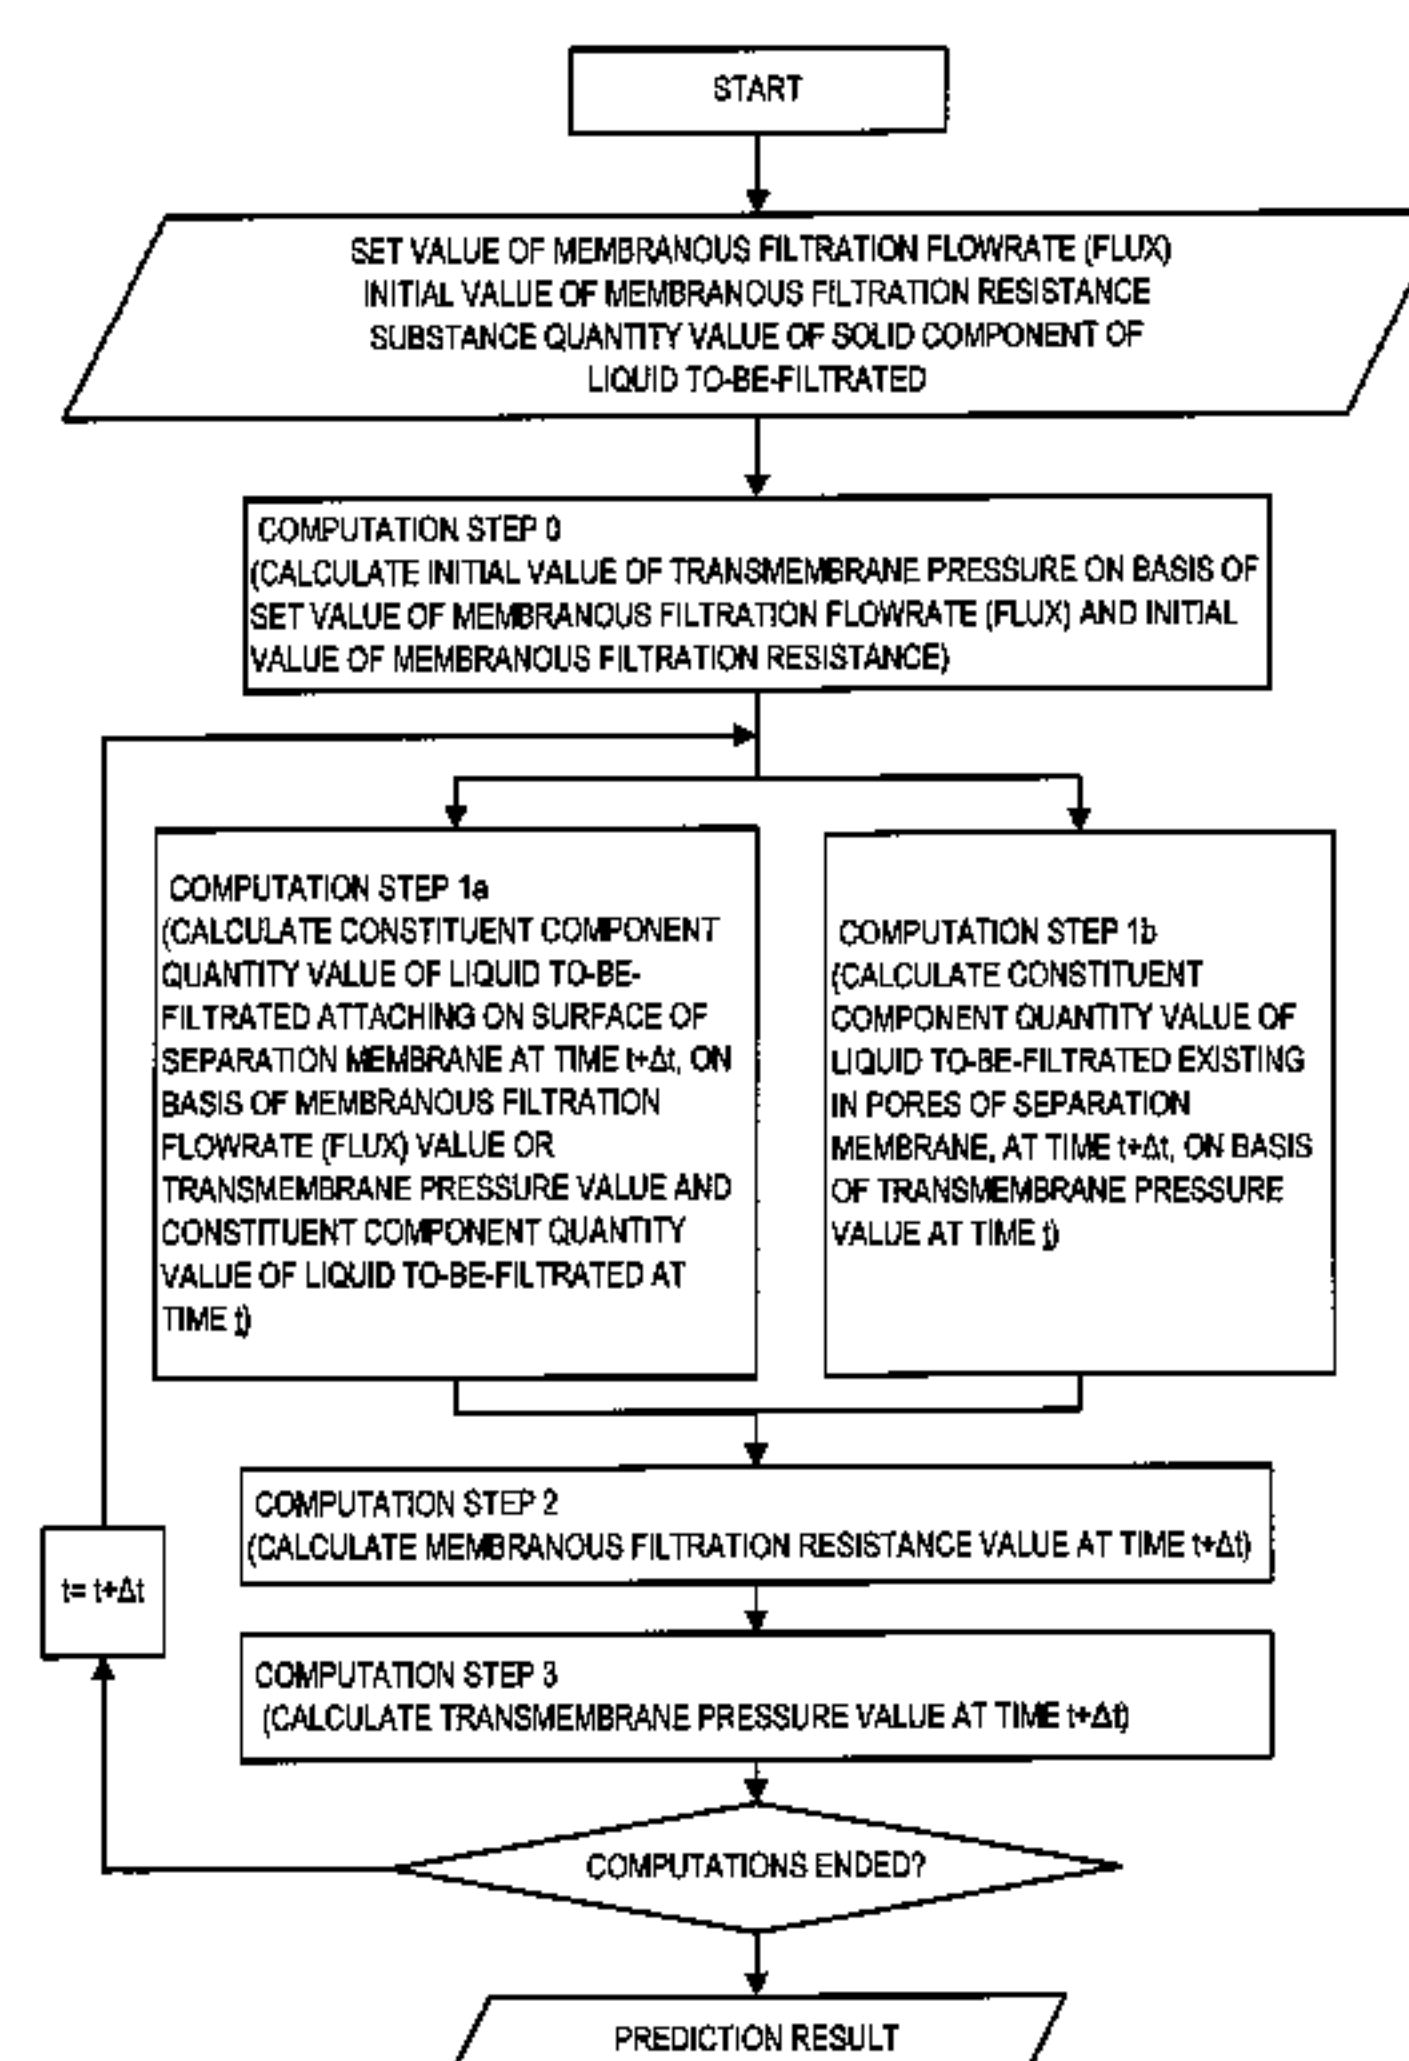 START
SET VALUE OF MEMBRANOUS FILTRATION FLOWRATE (FLUX)
INITIAL VALUE OF MEMBRANOUS FILTRATION RESISTANCE
SUBSTANCE QUANTITY VALUE OF SOLID COMPONENT OF
LIQUID TO-BE-FILTRATED
COMPUTATION STEP 0
(CALCULATE INITIAL VALUE OF TRANSMEMBRANE PRESSURE ON BASIS OF
SET VALUE OF MEMBRANOUS FILTRATION FLOWRATE (FLUX) AND INITIAL
VALUE OF MEMBRANOUS FILTRATION RESISTANCE)
COMPUTATION STEP 1a
(CALCULATE CONSTITUENT COMPONENT
QUANTITY VALUE OF LIQUID TO-BE-
FILTRATED ATTACHING ON SURFACE OF
SEPARATION MEMBRANE AT TIME t+Δt, ON
BASIS OF MEMBRANOUS FILTRATION
FLOWRATE (FLUX) VALUE OR
TRANSMEMBRANE PRESSURE VALUE AND
CONSTITUENT COMPONENT QUANTITY
VALUE OF LIQUID TO-BE-FILTRATED AT
TIME t)
COMPUTATION STEP 1b
(CALCULATE CONSTITUENT
COMPONENT QUANTITY VALUE OF
LIQUID TO-BE-FILTRATED EXISTING
IN PORES OF SEPARATION
MEMBRANE, AT TIME t+Δt, ON BASIS
OF TRANSMEMBRANE PRESSURE
VALUE AT TIME t)
COMPUTATION STEP 2
(CALCULATE MEMBRANOUS FILTRATION RESISTANCE VALUE AT TIME t+Δt)
t= t+Δt
COMPUTATION STEP 3
(CALCULATE TRANSMEMBRANE PRESSURE VALUE AT TIME t+Δt)
COMPUTATIONS ENDED?
PREDICTION RESULT